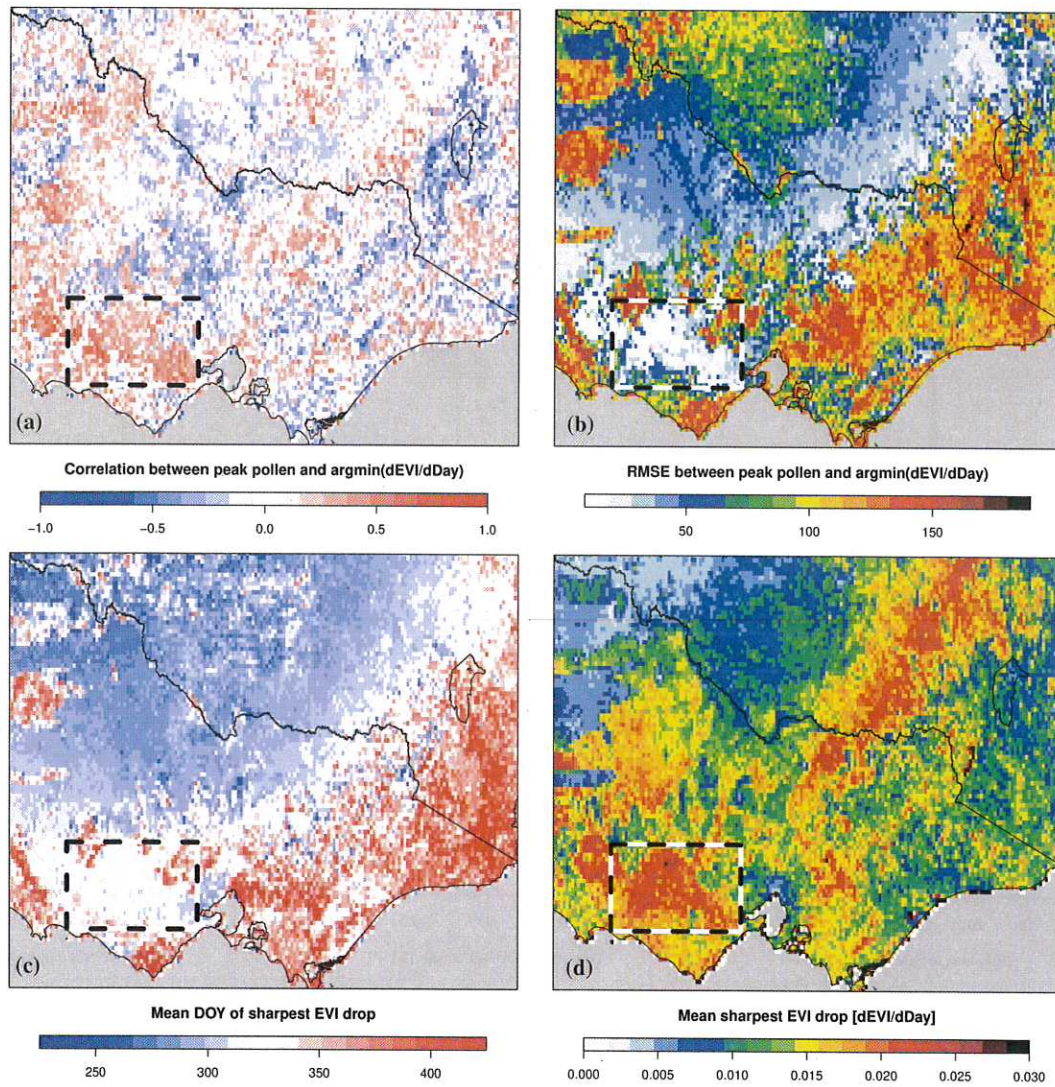 (a)
(b)
Correlation between peak pollen and argmin(dEVI/dDay)
RMSE between peak pollen and argmin(dEVI/dDay)
−1.0 −0.5 0.0 0.5 1.0
50 100 150
(c)
(d)
Mean DOY of sharpest EVI drop
Mean sharpest EVI drop [dEVI/dDay]
250 300 350 400
0.000 0.005 0.010 0.015 0.020 0.025 0.030